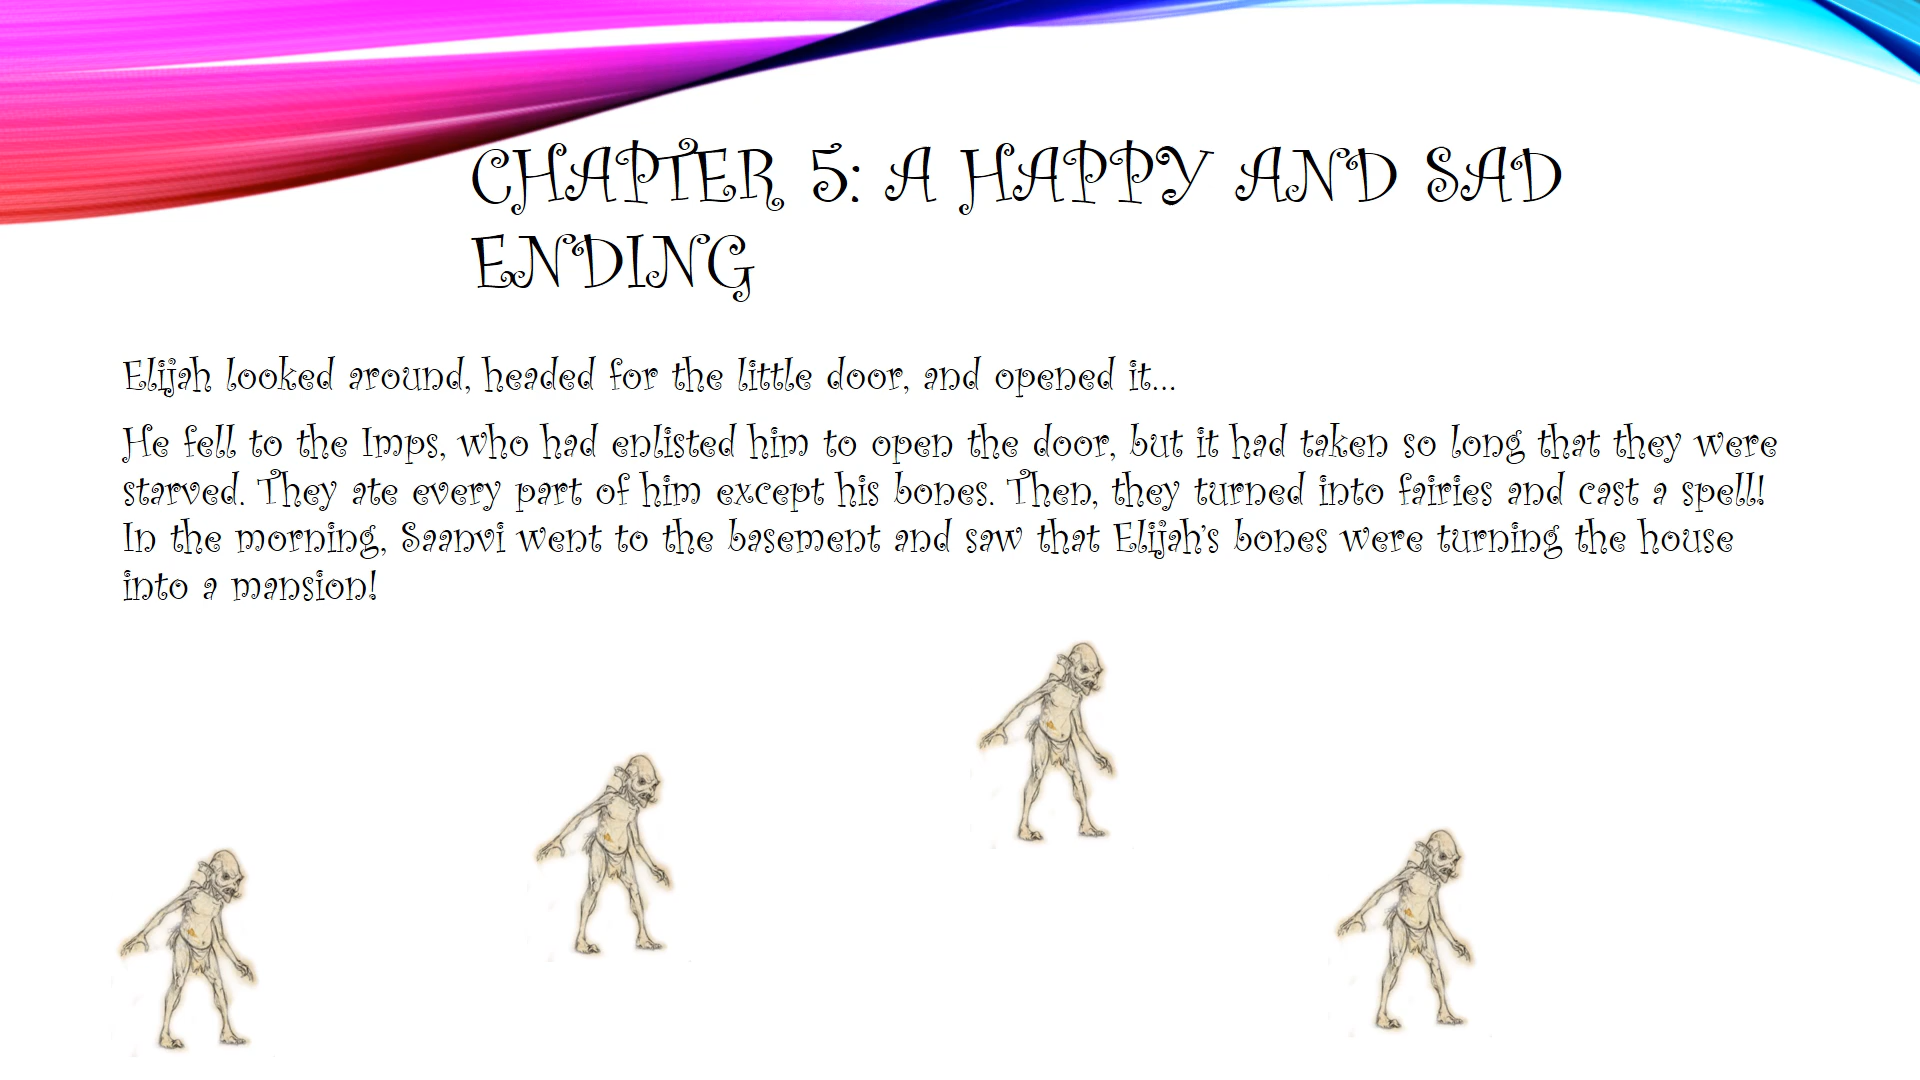 CHAPTER 5: A HAPPY AND SAD
ENDING
Elijah looked around, headed for the little door, and opened it...
He fell to the Imps, who had enlisted him to open the door, but it had taken so long that they were
starved. They ate every part of him except his bones. Then, they turned into fairies and cast a spell!
In the morning, Saanvi went to the basement and saw that Elijah's bones were turning the house
into a mansion!